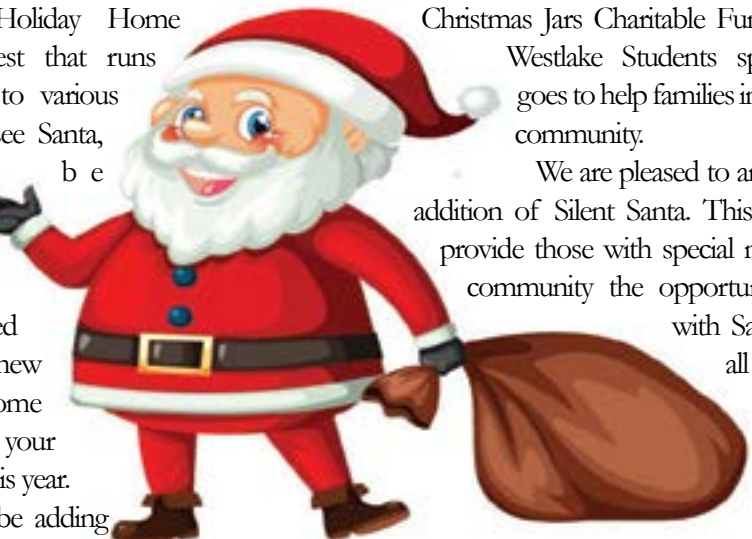 Holiday Home
est that runs
to various
see Santa,
b e
ed
new
ome
your
is year.
be adding
Christmas Jars Charitable Fun
Westlake Students sp
goes to help families in
community.
We are pleased to an
addition of Silent Santa. This
provide those with special n
community the opportun
with Sa
all